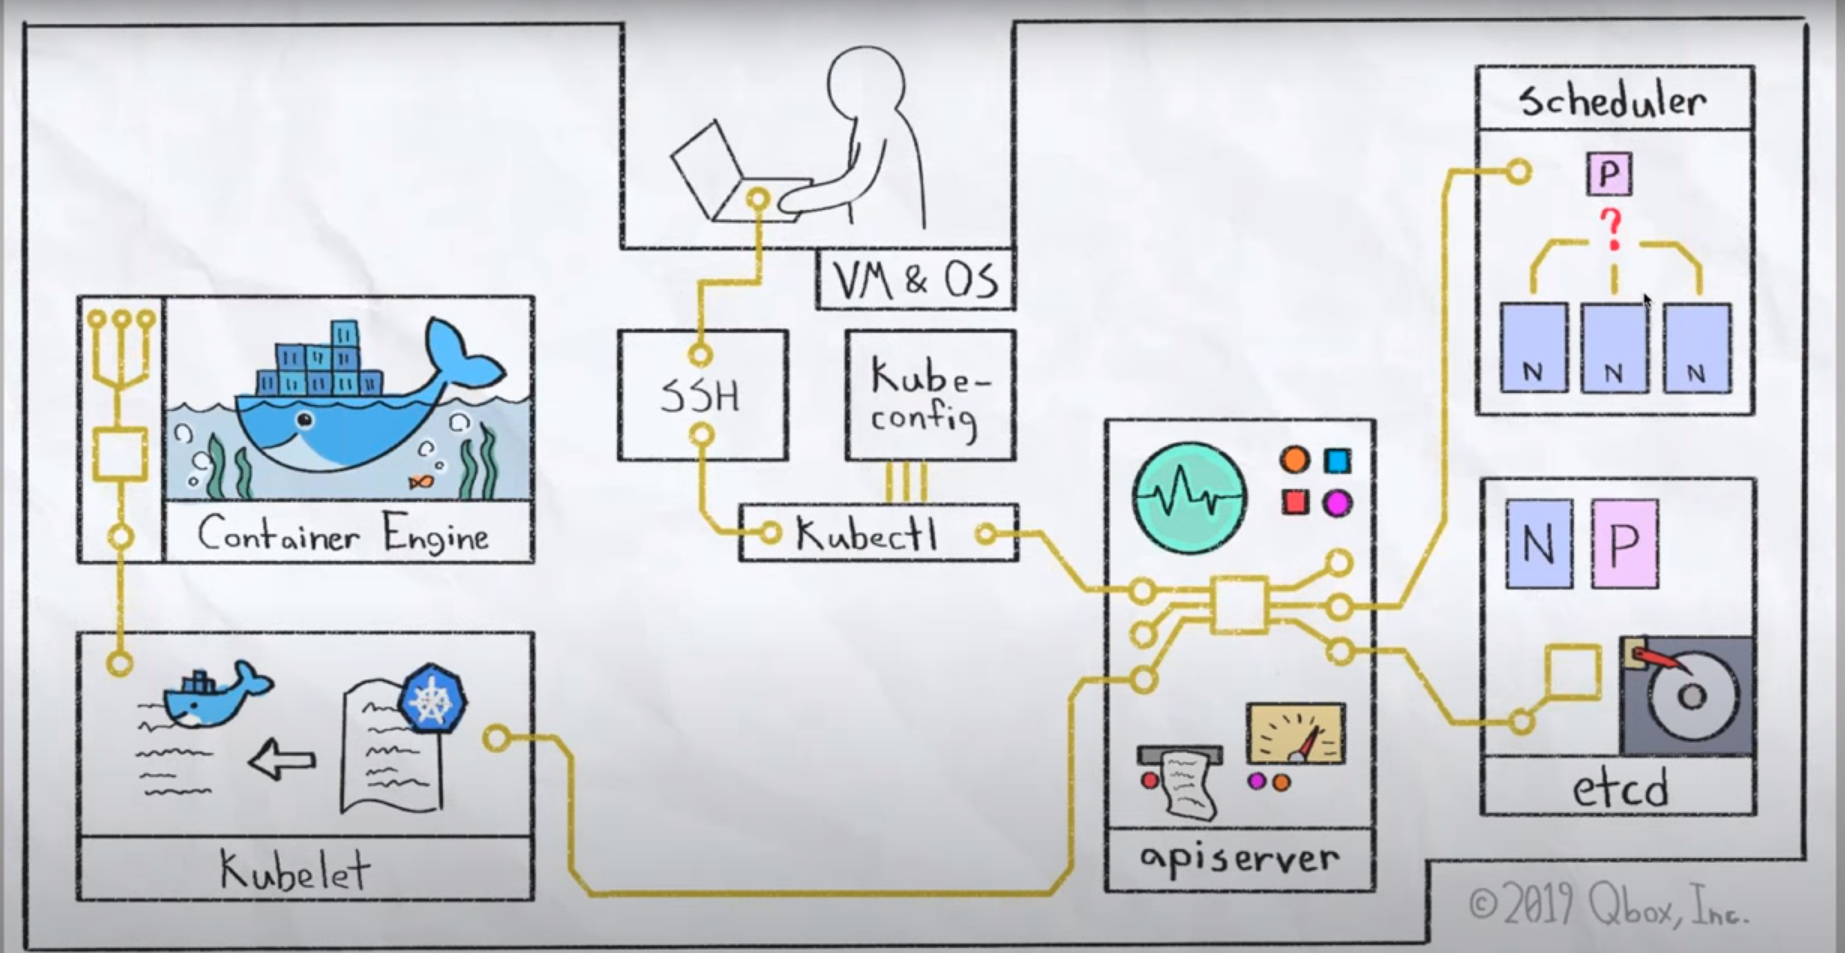 scheduler
P
?
N N N
VM & OS
SSH
Kube-
config
Kubectl
Container Engine
N P
etcd
apiserver
Kubelet
©2019 Qbox, Inc.